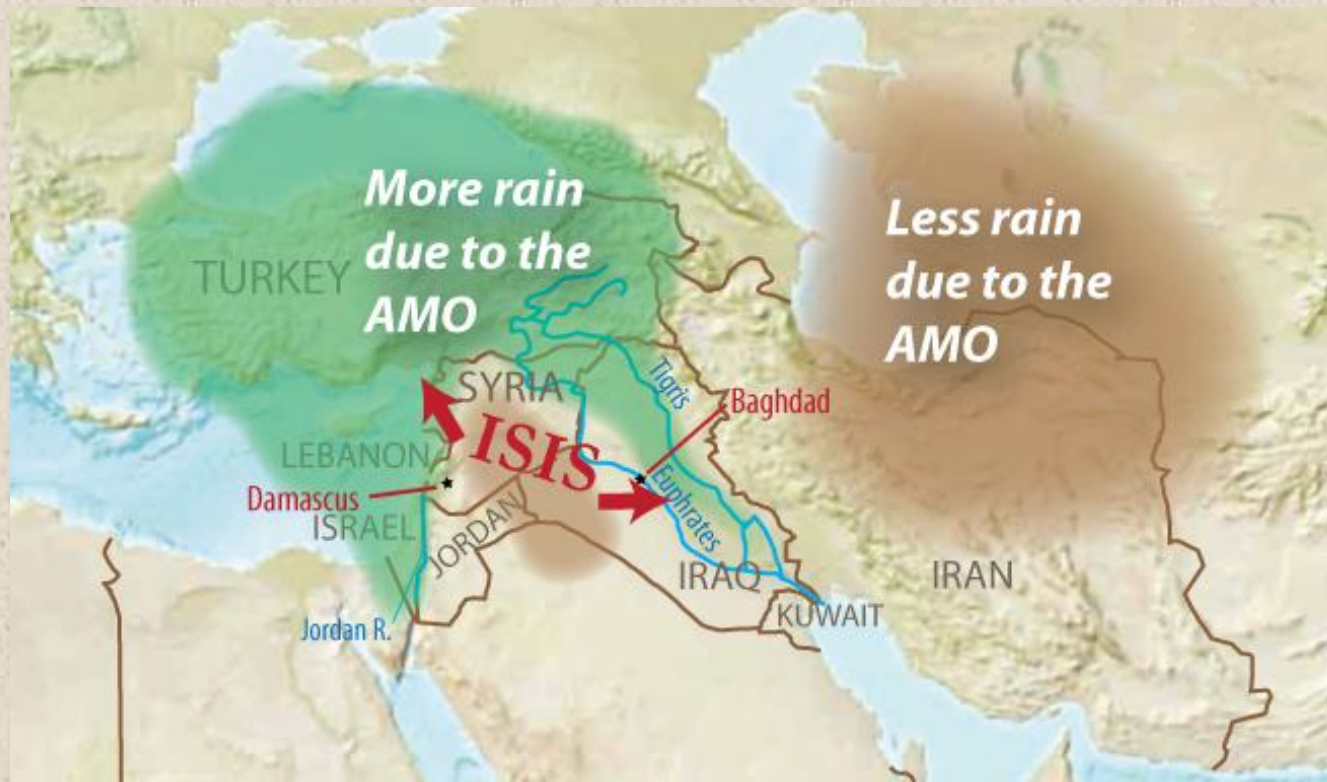 More rain
due to the
AMO
Less rain
due to the
AMO
TURKEY
SYRIA
Tigris
Baghdad
ISIS
LEBANON
Damascus
Euphrates
ISRAEL
JORDAN
IRAQ
IRAN
KUWAIT
Jordan R.